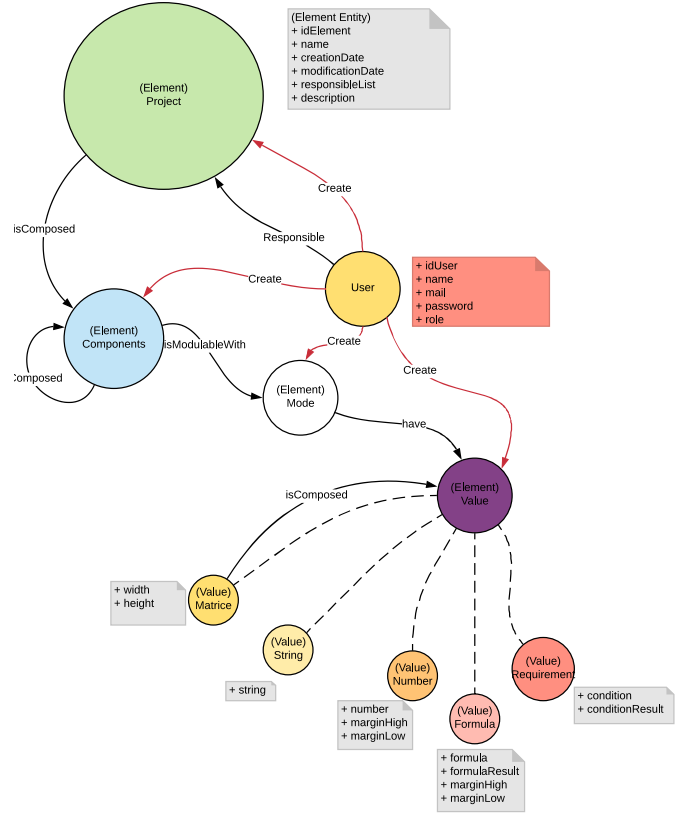 (Element)
Project
(Element Entity)
+ idElement
+ name
+ creationDate
+ modificationDate
+ responsibleList
+ description
Create
isComposed
Responsible
Create
User
+ idUser
+ name
+ mail
+ password
+ role
(Element)
Components
isModulableWith
Create
Create
Composed
(Element)
Mode
have
(Element)
Value
isComposed
+ width
+ height
(Value)
Matrice
(Value)
String
+ string
(Value)
Number
+ number
+ marginHigh
+ marginLow
(Value)
Formula
+ formula
+ formulaResult
+ marginHigh
+ marginLow
(Value)
Requirement
+ condition
+ conditionResult